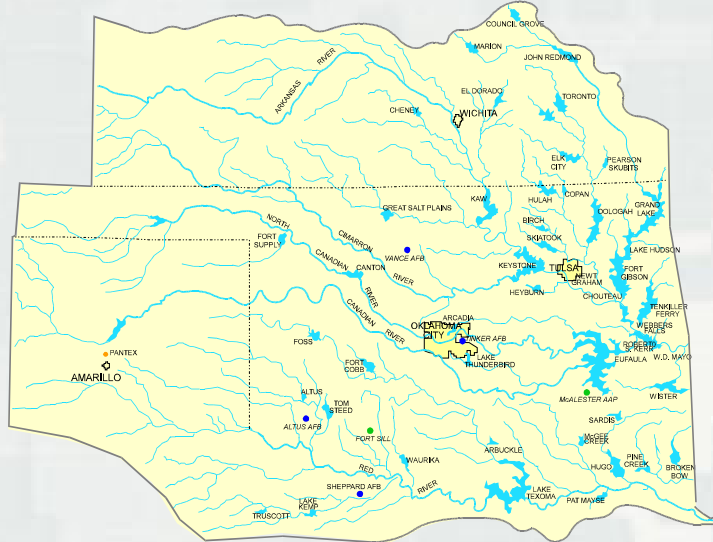 COUNCIL GROVE
MARION
JOHN REDMOND
RIVER
ARKANSAS
EL DORADO
TORONTO
CHENEY
WICHITA
ELK
CITY
PEARSON
SKUBITS
KAW
HULAH
COPAN
GREAT SALT PLAINS
OOLOGAH
GRAND
LAKE
BIRCH
SKIATOOK
NORTH
CIMARRON
FORT
SUPPLY
CANADIAN
VANCE AFB
LAKE HUDSON
KEYSTONE
TULSA
FORT
GIBSON
CANTON
RIVER
NEWT
GRAHAM
HEYBURN
CHOUTEAU
RIVER
CANADIAN
RIVER
TENKILLER
FERRY
ARCADIA
OKLAHOMA
CITY
WEBBERS
FALLS
TINKER AFB
ROBERT
S. KERR
FOSS
PANTEX
LAKE
THUNDERBIRD
W.D. MAYO
EUFAULA
FORT
COBB
AMARILLO
ALTUS
McALESTER AAP
WISTER
TOM
STEED
ALTUS AFB
SARDIS
FORT SILL
McGEE
CREEK
ARBUCKLE
WAURIKA
RED
RIVER
HUGO
PINE
CREEK
BROKEN
BOW
SHEPPARD AFB
LAKE
TEXOMA
PAT MAYSE
LAKE
KEMP
TRUSCOTT